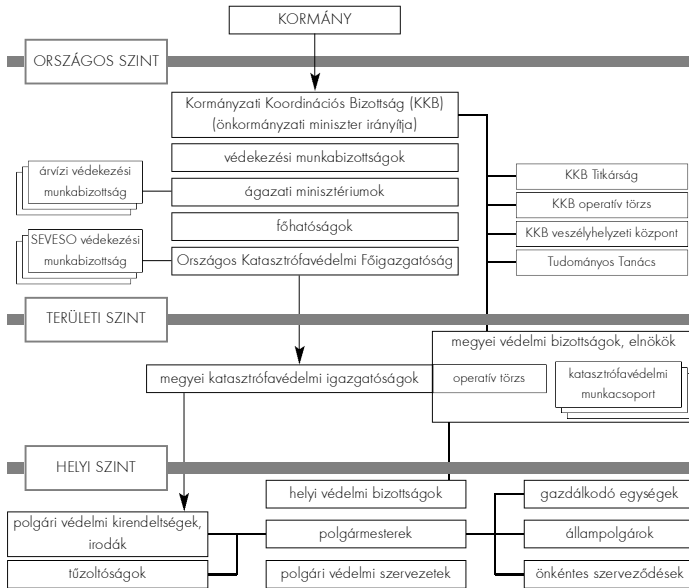 KORMÁNY
ORSZÁGOS SZINT
Kormányzati Koordinációs Bizottság (KKB)
(önkormányzati miniszter irányítja)
védekezési munkabizottságok
árvízi védekezési
munkabizottság
ágazati minisztériumok
főhatóságok
SEVESO védekezési
munkabizottság
Országos Katasztrófavédelmi Főigazgatóság
KKB Titkárság
KKB operatív törzs
KKB veszélyhelyzeti központ
Tudományos Tanács
TERÜLETI SZINT
megyei védelmi bizottságok, elnökök
megyei katasztrófavédelmi igazgatóságok
operatív törzs
katasztrófavédelmi
munkacsoport
HELYI SZINT
helyi védelmi bizottságok
gazdálkodó egységek
polgári védelmi kirendeltségek,
irodák
polgármesterek
állampolgárok
tűzoltóságok
polgári védelmi szervezetek
önkéntes szerveződések